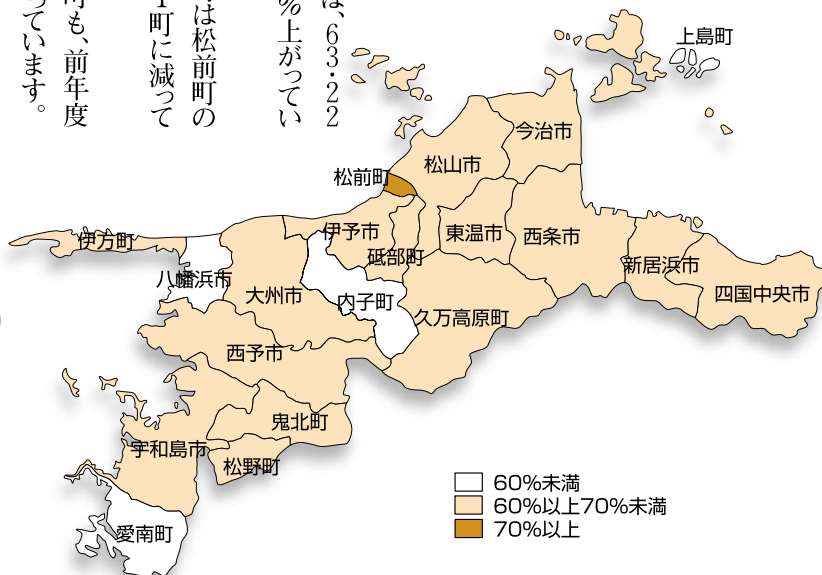 は、63・22
%上がってい
は松前町の
1町に減って
町も、前年度
っています。
上島町
今治市
松山市
松前町
伊予市
東温市
西条市
伊方町
砥部町
新居浜市
八幡浜市
大州市
内子町
四国中央市
久万高原町
西予市
鬼北町
宇和島市
松野町
愛南町
60%未満
60%以上70%未満
70%以上